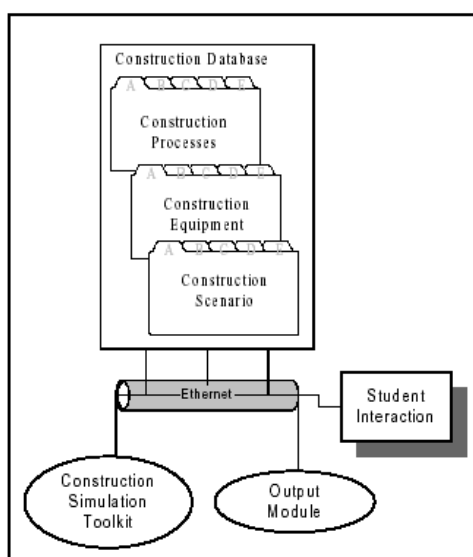 Construction Database
A B C D E
Construction
Processes
A B C D E
Construction
Equipment
A B C D E
Construction
Scenario
Ethernet
Student
Interaction
Construction
Simulation
Toolkit
Output
Module